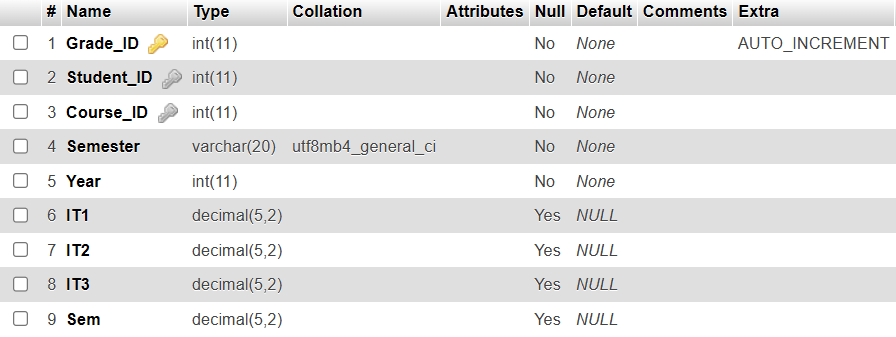 # Name Type Collation Attributes Null Default Comments Extra
1 Grade_ID int(11) No None AUTO_INCREMENT
2 Student_ID int(11) No None
3 Course_ID int(11) No None
4 Semester varchar(20) utf8mb4_general_ci No None
5 Year int(11) No None
6 IT1 decimal(5,2) Yes NULL
7 IT2 decimal(5,2) Yes NULL
8 IT3 decimal(5,2) Yes NULL
9 Sem decimal(5,2) Yes NULL